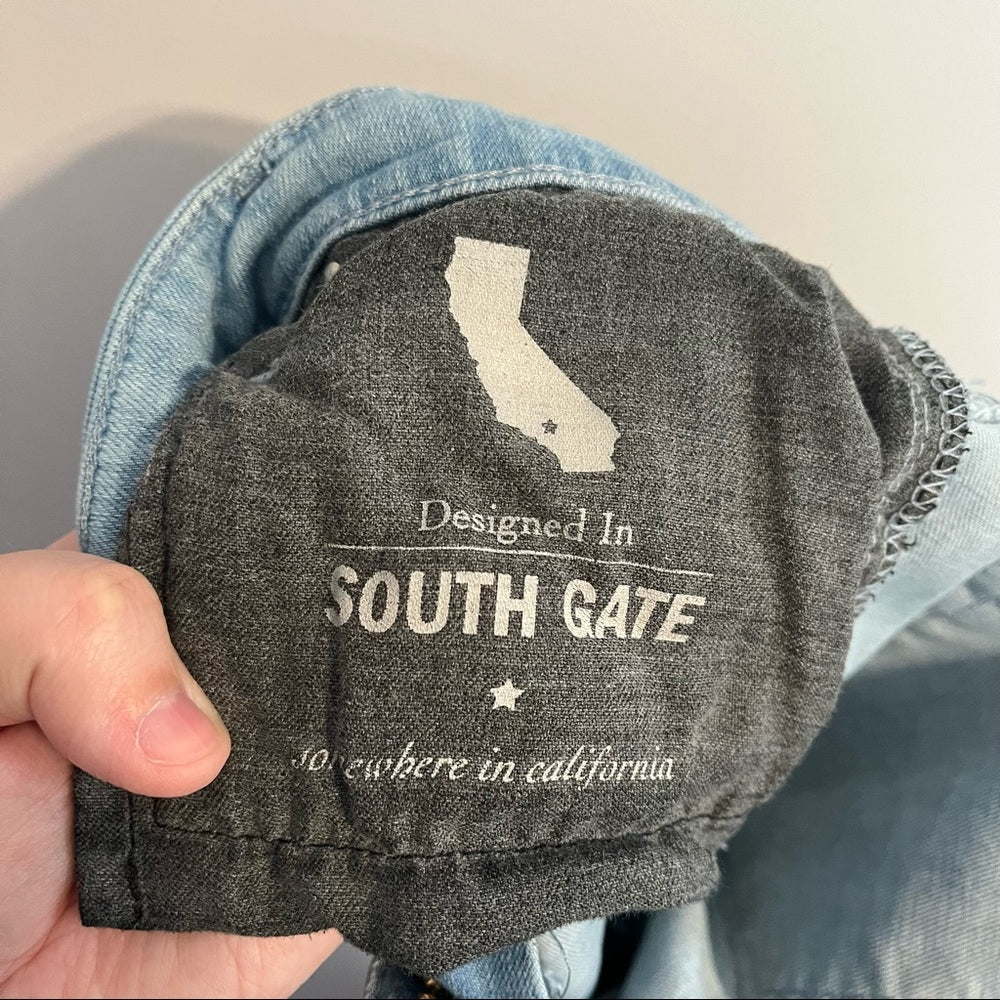 Designed In
SOUTH GATE
somewhere in california